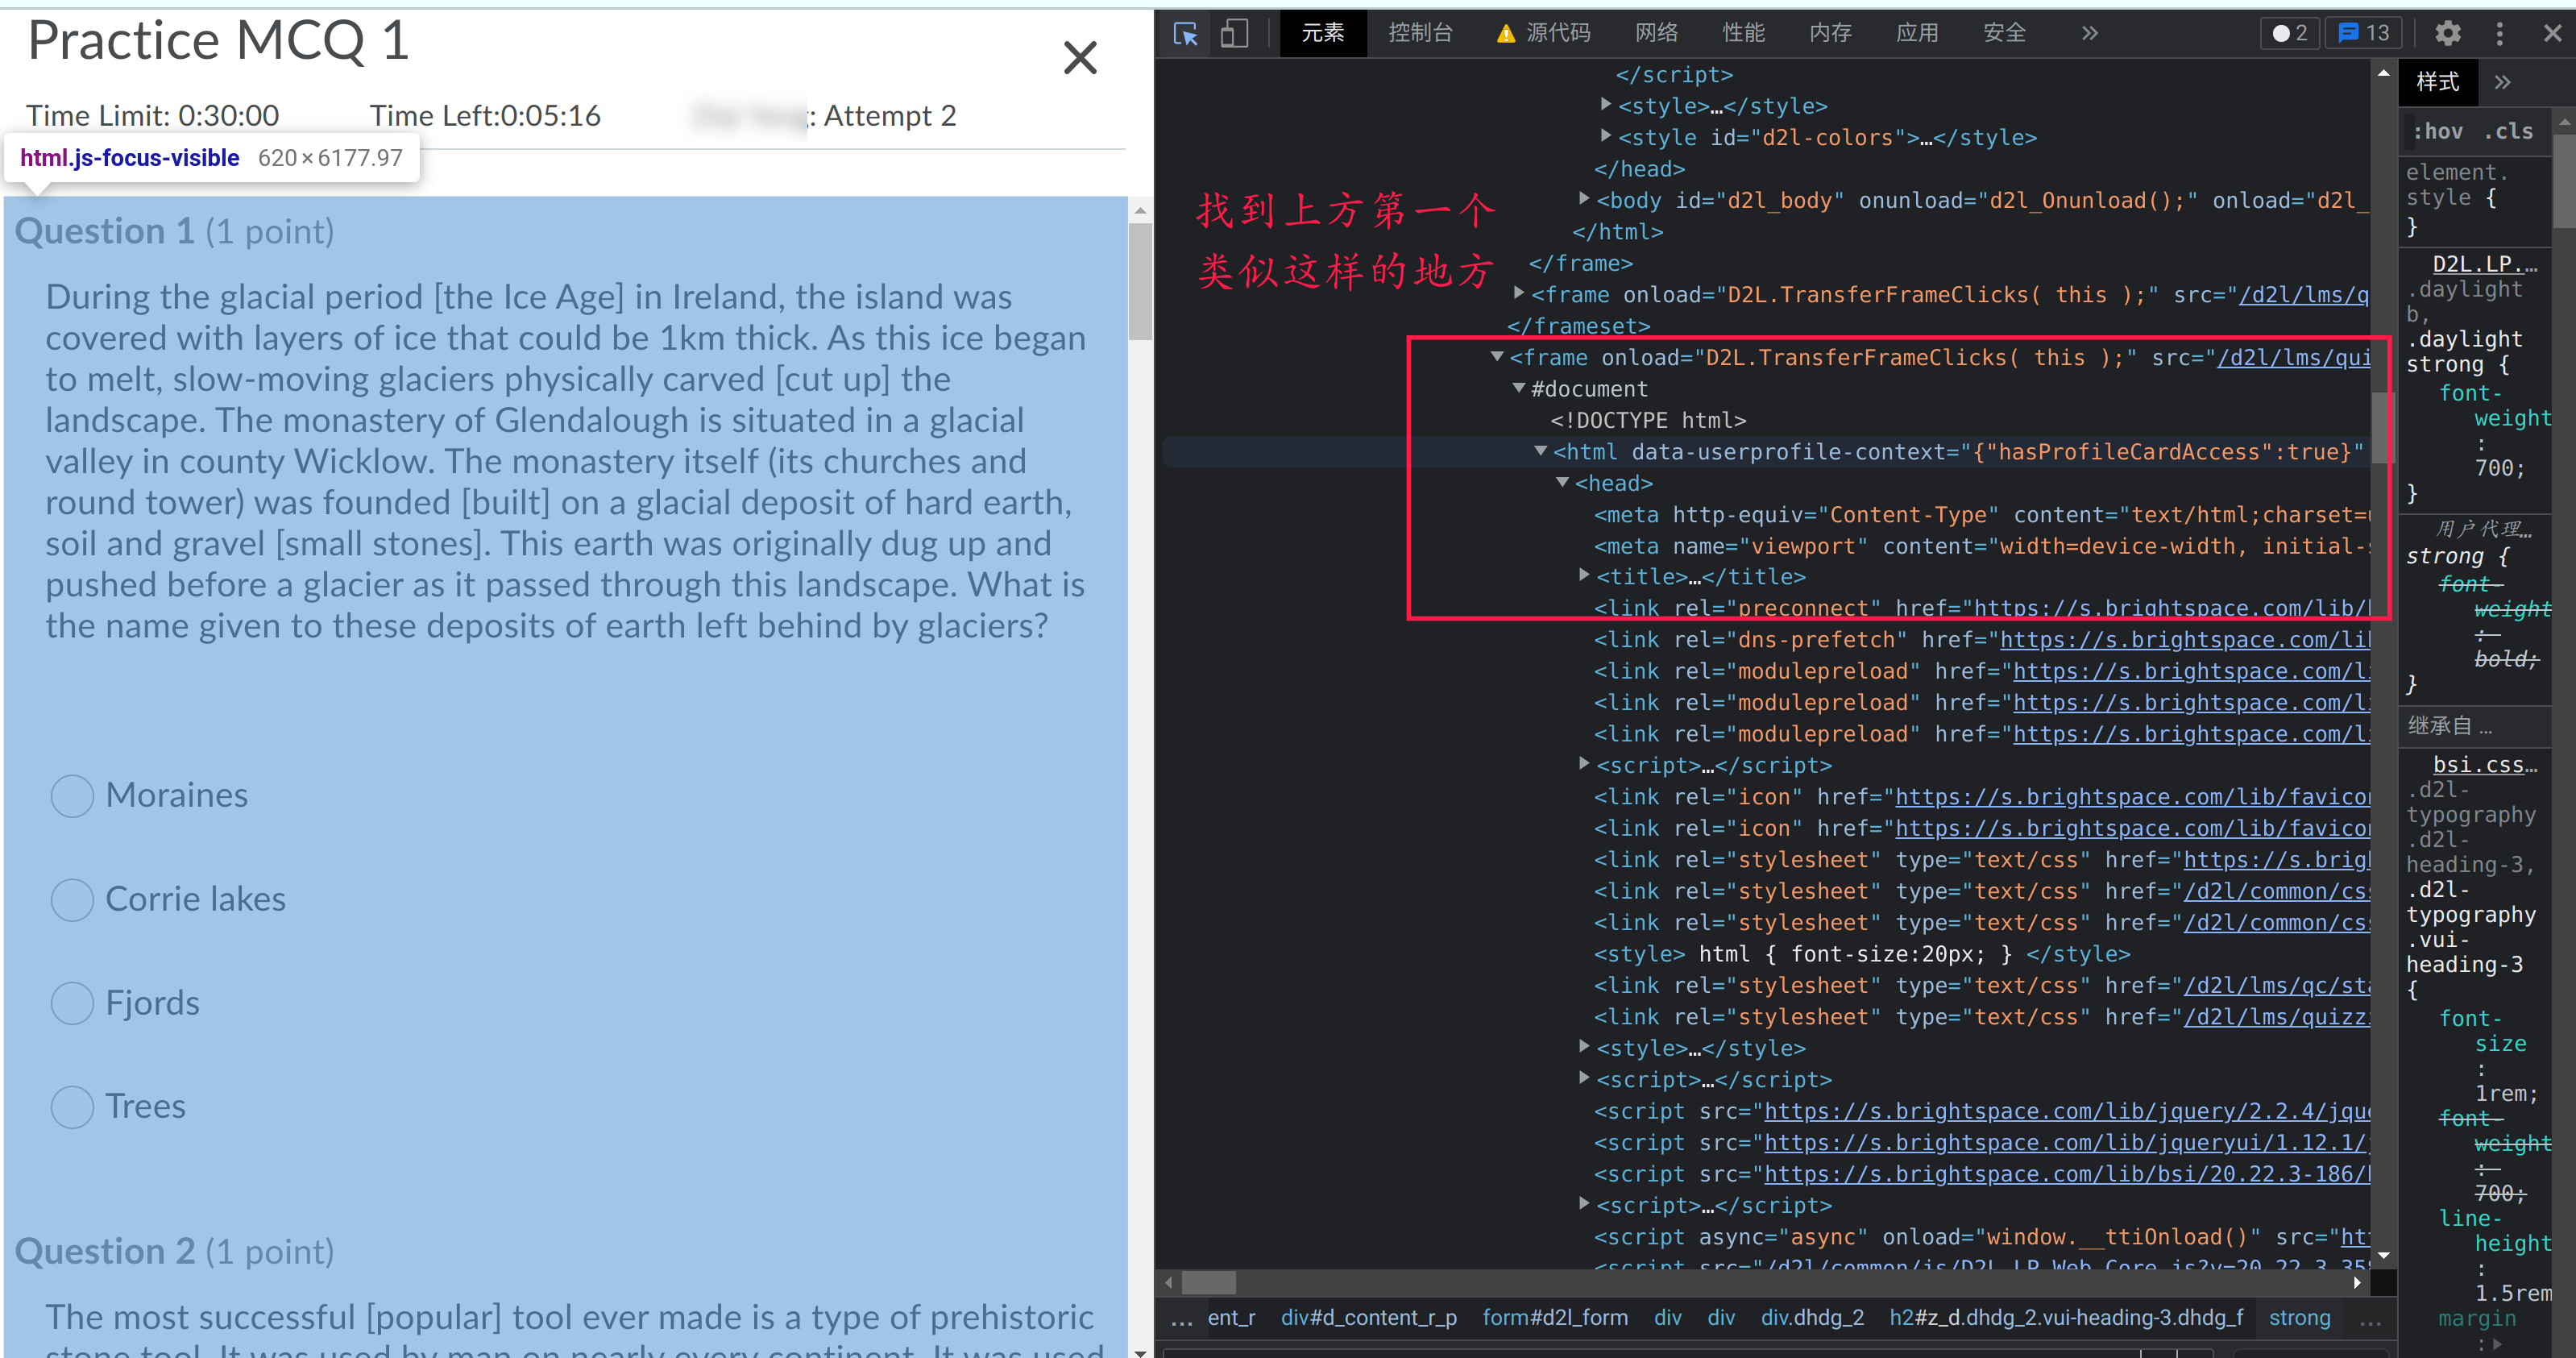 Practice MCQ 1
Time Limit: 0:30:00 Time Left:0:05:16 : Attempt 2
html.js-focus-visible 620×6177.97
Question 1 (1 point)
During the glacial period [the Ice Age] in Ireland, the island was
covered with layers of ice that could be 1km thick. As this ice began
to melt, slow-moving glaciers physically carved [cut up] the
landscape. The monastery of Glendalough is situated in a glacial
valley in county Wicklow. The monastery itself (its churches and
round tower) was founded [built] on a glacial deposit of hard earth,
soil and gravel [small stones]. This earth was originally dug up and
pushed before a glacier as it passed through this landscape. What is
the name given to these deposits of earth left behind by glaciers?
Moraines
Corrie lakes
Fjords
Trees
Question 2 (1 point)
The most successful [popular] tool ever made is a type of prehistoric
stone tool. It was used by man on nearly every continent. It was used
元素 控制台 源代码 网络 性能 内存 应用 安全 » 2 13
</script>
<style>…</style>
<style id="d2l-colors">…</style>
</head>
<body id="d2l_body" onunload="d2l_Onunload();" onload="d2l_
</html>
</frame>
<frame onload="D2L.TransferFrameClicks( this );" src="/d2l/lms/q
</frameset>
找到上方第一个
类似这样的地方
<frame onload="D2L.TransferFrameClicks( this );" src="/d2l/lms/qui
#document
<!DOCTYPE html>
<html data-userprofile-context="{"hasProfileCardAccess":true}"
<head>
<meta http-equiv="Content-Type" content="text/html;charset=
<meta name="viewport" content="width=device-width, initial-
<title>…</title>
<link rel="preconnect" href="https://s.brightspace.com/lib/
<link rel="dns-prefetch" href="https://s.brightspace.com/lib
<link rel="modulepreload" href="https://s.brightspace.com/l
<link rel="modulepreload" href="https://s.brightspace.com/l
<link rel="modulepreload" href="https://s.brightspace.com/l
<script>…</script>
<link rel="icon" href="https://s.brightspace.com/lib/favico
<link rel="icon" href="https://s.brightspace.com/lib/favico
<link rel="stylesheet" type="text/css" href="https://s.brig
<link rel="stylesheet" type="text/css" href="/d2l/common/css
<link rel="stylesheet" type="text/css" href="/d2l/common/css
<style> html { font-size:20px; } </style>
<link rel="stylesheet" type="text/css" href="/d2l/lms/qc/sta
<link rel="stylesheet" type="text/css" href="/d2l/lms/quizz
<style>…</style>
<script>…</script>
<script src="https://s.brightspace.com/lib/jquery/2.2.4/jqu
<script src="https://s.brightspace.com/lib/jqueryui/1.12.1/
<script src="https://s.brightspace.com/lib/bsi/20.22.3-186/
<script>…</script>
<script async="async" onload="window.__ttiOnload()" src="ht
<script src="/d2l/common/js/D2L.LP.Web.Core.js?v=20.22.3.35
... ent_r div#d_content_r_p form#d2l_form div div div.dhdg_2 h2#z_d.dhdg_2.vui-heading-3.dhdg_f strong ...
样式 »
:hov .cls
element.
style {
}
D2L.LP.…
.daylight
b,
.daylight
strong {
font-
weight
:
700;
}
用户代理…
strong {
font-
weight
:
bold;
}
继承自 …
bsi.css…
.d2l-
typography
.d2l-
heading-3,
.d2l-
typography
.vui-
heading-3
{
font-
size
:
1rem;
font-
weight
:
700;
line-
height
:
1.5rem
margin
: